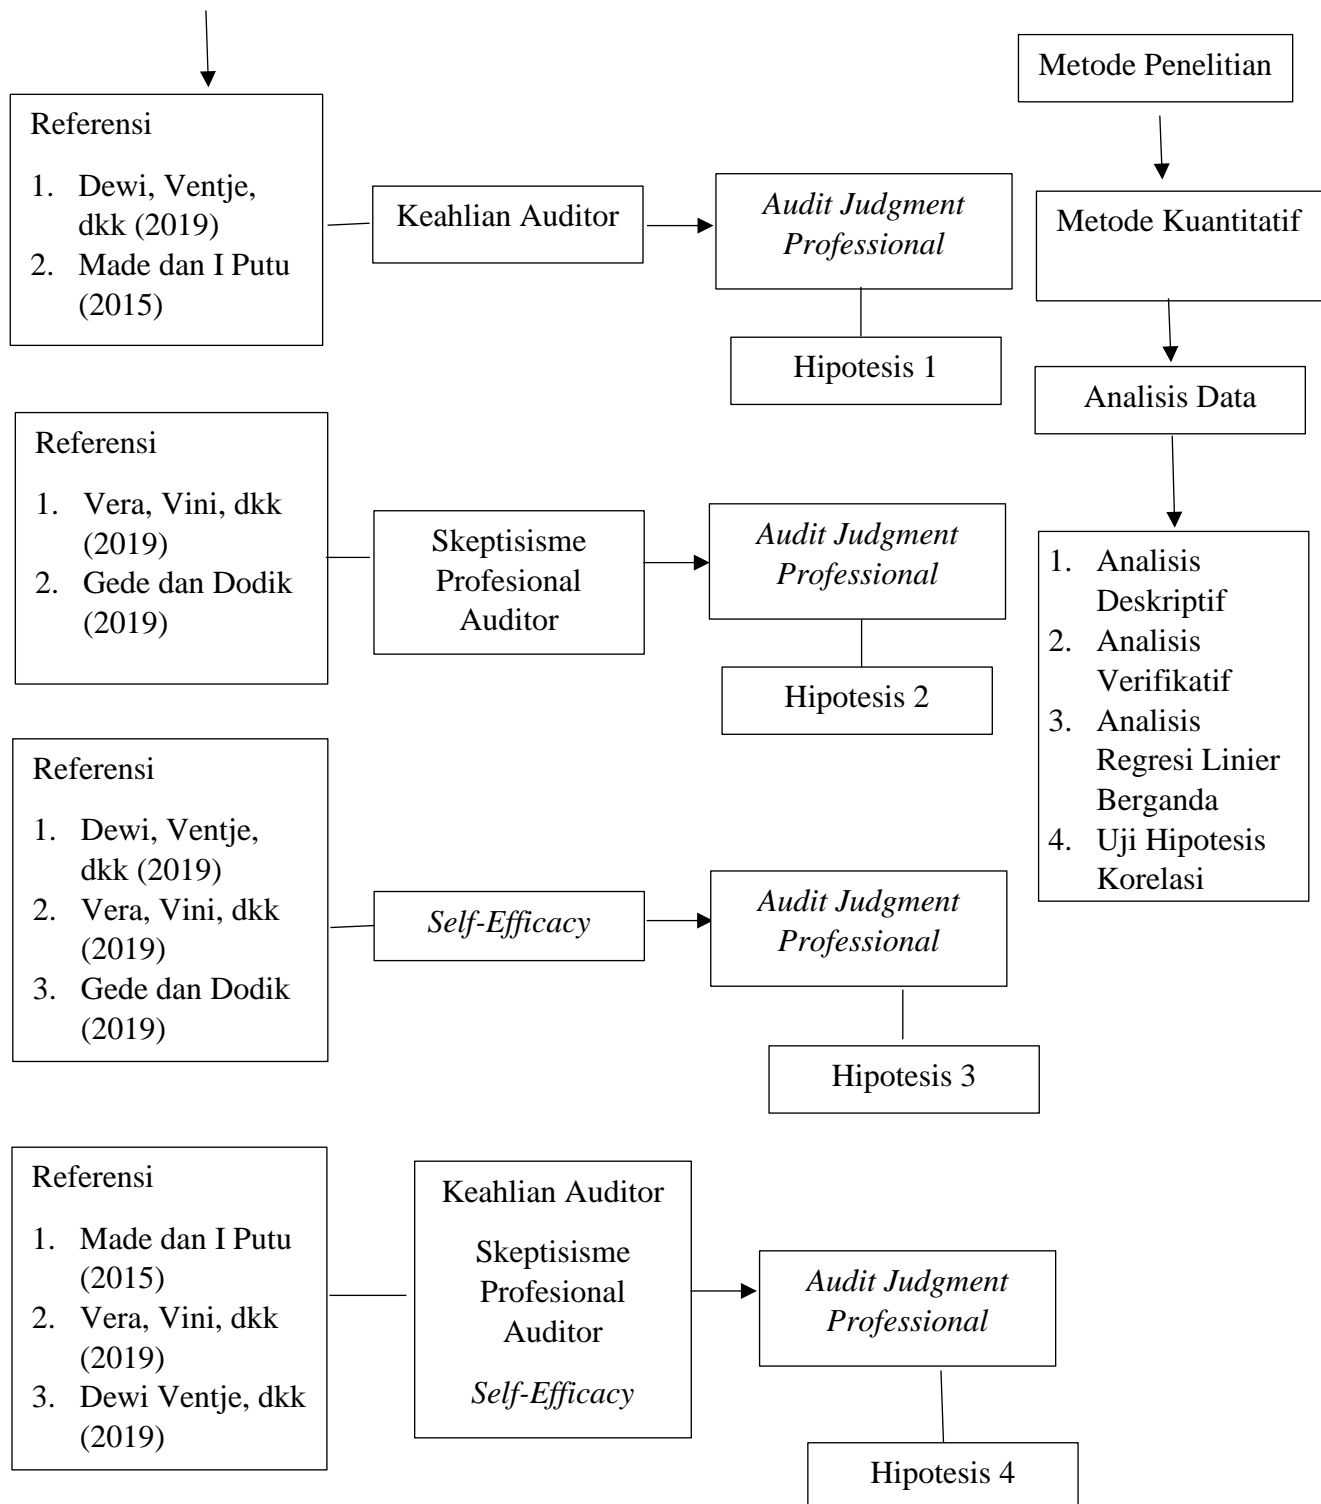 Referensi
1. Dewi, Ventje,
dkk (2019)
2. Made dan I Putu
(2015)
Keahlian Auditor
Audit Judgment
Professional
Hipotesis 1
Referensi
1. Vera, Vini, dkk
(2019)
2. Gede dan Dodik
(2019)
Skeptisisme
Profesional
Auditor
Audit Judgment
Professional
Hipotesis 2
Referensi
1. Dewi, Ventje,
dkk (2019)
2. Vera, Vini, dkk
(2019)
3. Gede dan Dodik
(2019)
Self-Efficacy
Audit Judgment
Professional
Hipotesis 3
Referensi
1. Made dan I Putu
(2015)
2. Vera, Vini, dkk
(2019)
3. Dewi Ventje, dkk
(2019)
Keahlian Auditor
Skeptisisme
Profesional
Auditor
Self-Efficacy
Audit Judgment
Professional
Hipotesis 4
Metode Penelitian
Metode Kuantitatif
Analisis Data
1. Analisis
Deskriptif
2. Analisis
Verifikatif
3. Analisis
Regresi Linier
Berganda
4. Uji Hipotesis
Korelasi